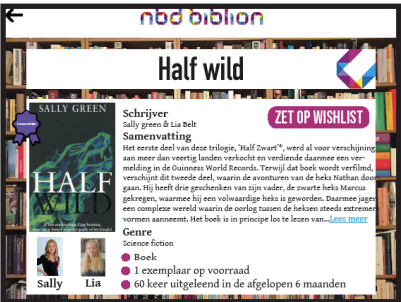 nbd biblion
Half wild
SALLY GREEN
HALF
WILD
Schrijver
Sally green & Lia Belt
ZET OP WISHLIST
Samenvatting
Het eerste deel van deze trilogie, 'Half Zwart'*, werd al voor verschijning
aan meer dan veertig landen verkocht en verdiende daarmee een ver-
melding in de Guinness World Records. Terwijl dat boek wordt verfilmd,
verschijnt dit tweede deel, waarin de avonturen van de heks Nathan door
gaan. Hij heeft drie geschenken van zijn vader, de zwarte heks Marcus
gekregen, waarmee hij een volwaardige heks is geworden. Daarmee jager
een complexe wereld waarin de oorlog tussen de heksen steeds extremer
vormen aanneemt. Het boek is in principe los te lezen van...Lees meer
Genre
Science fiction
Boek
1 exemplaar op voorraad
60 keer uitgeleend in de afgelopen 6 maanden
Sally Lia